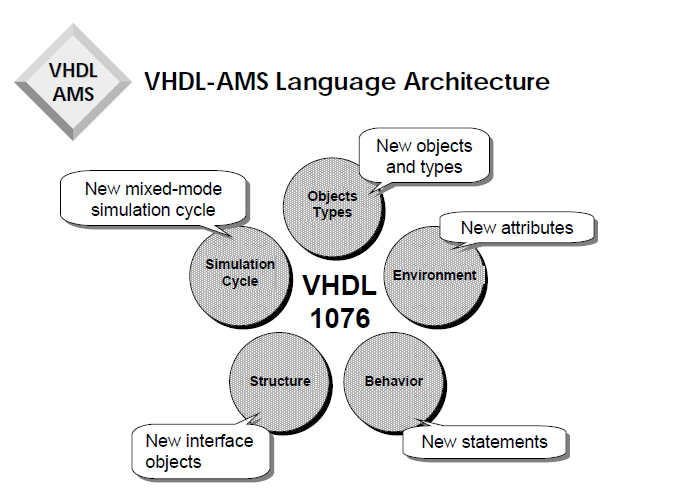 VHDL
AMS
VHDL-AMS Language Architecture
New objects
and types
New mixed-mode
simulation cycle
Objects
Types
New attributes
Simulation
Cycle
Environment
VHDL
1076
Structure
Behavior
New interface
objects
New statements